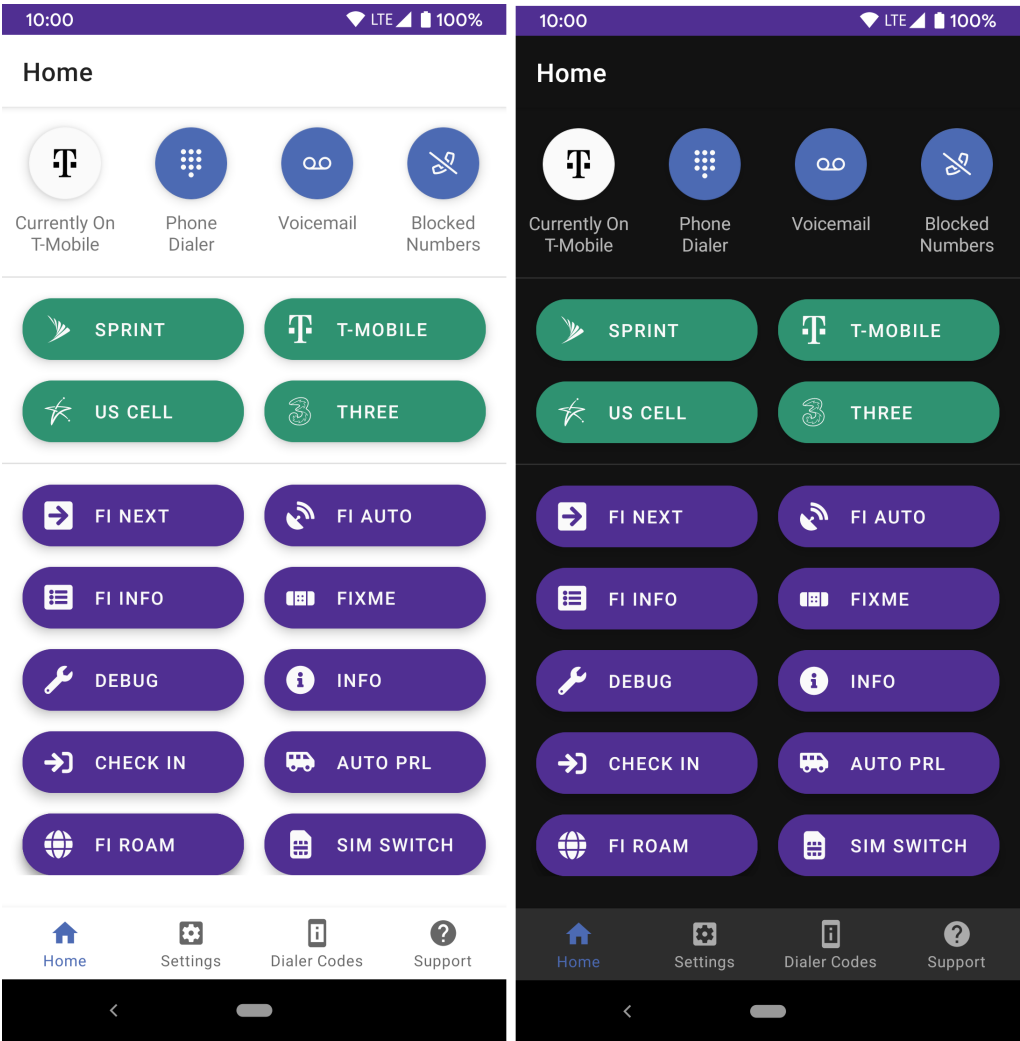 10:00 LTE 100%
Home
Currently On
T-Mobile
Phone
Dialer
Voicemail
Blocked
Numbers
SPRINT T-MOBILE
US CELL THREE
FI NEXT FI AUTO
FI INFO FIXME
DEBUG INFO
CHECK IN AUTO PRL
FI ROAM SIM SWITCH
Home Settings Dialer Codes Support
10:00 LTE 100%
Home
Currently On
T-Mobile
Phone
Dialer
Voicemail
Blocked
Numbers
SPRINT T-MOBILE
US CELL THREE
FI NEXT FI AUTO
FI INFO FIXME
DEBUG INFO
CHECK IN AUTO PRL
FI ROAM SIM SWITCH
Home Settings Dialer Codes Support